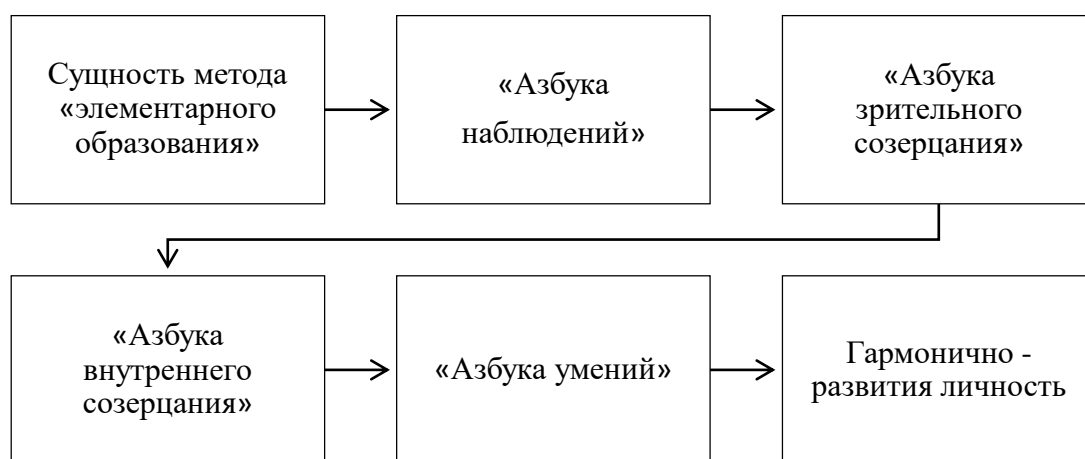 Сущность метода
«элементарного
образования»
«Азбука
наблюдений»
«Азбука
зрительного
созерцания»
«Азбука
внутреннего
созерцания»
«Азбука умений»
Гармонично -
развития личность